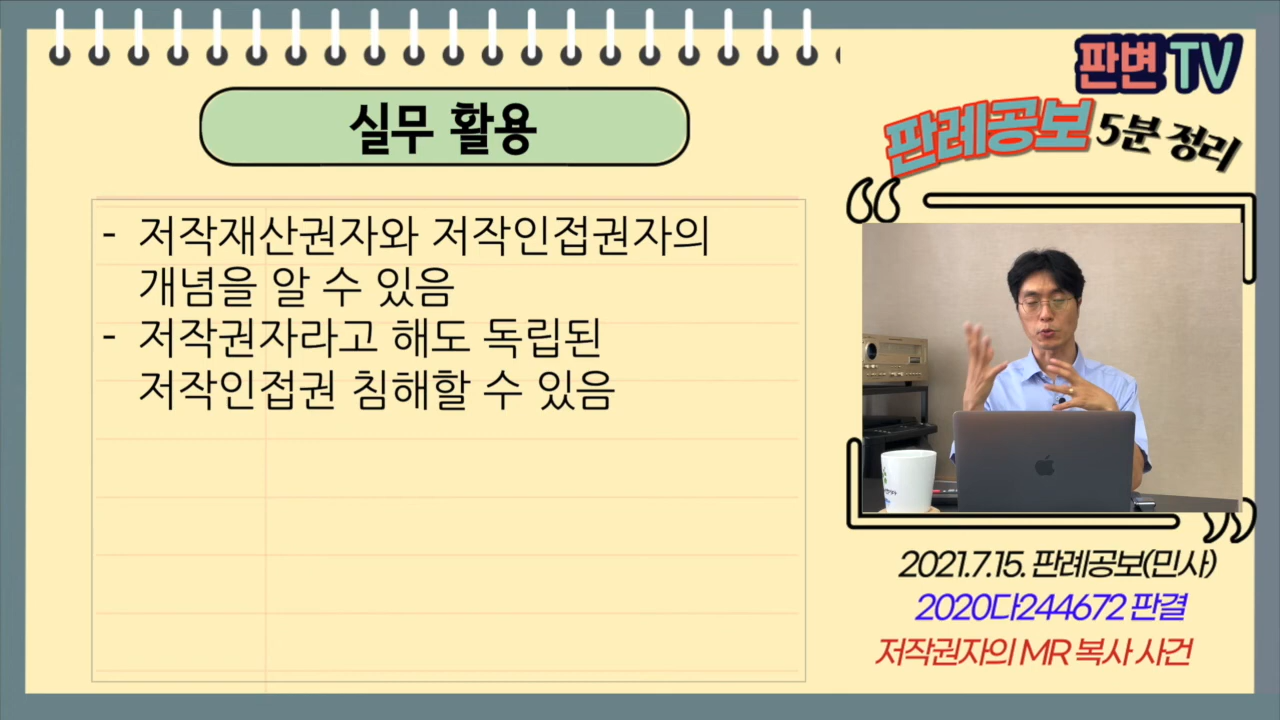 실무 활용
- 저작재산권자와 저작인접권자의
개념을 알 수 있음
- 저작권자라고 해도 독립된
저작인접권 침해할 수 있음
판변 TV
판례공보 5분 정리
2021.7.15. 판례공보(민사)
2020다244672 판결
저작권자의 MR 복사 사건